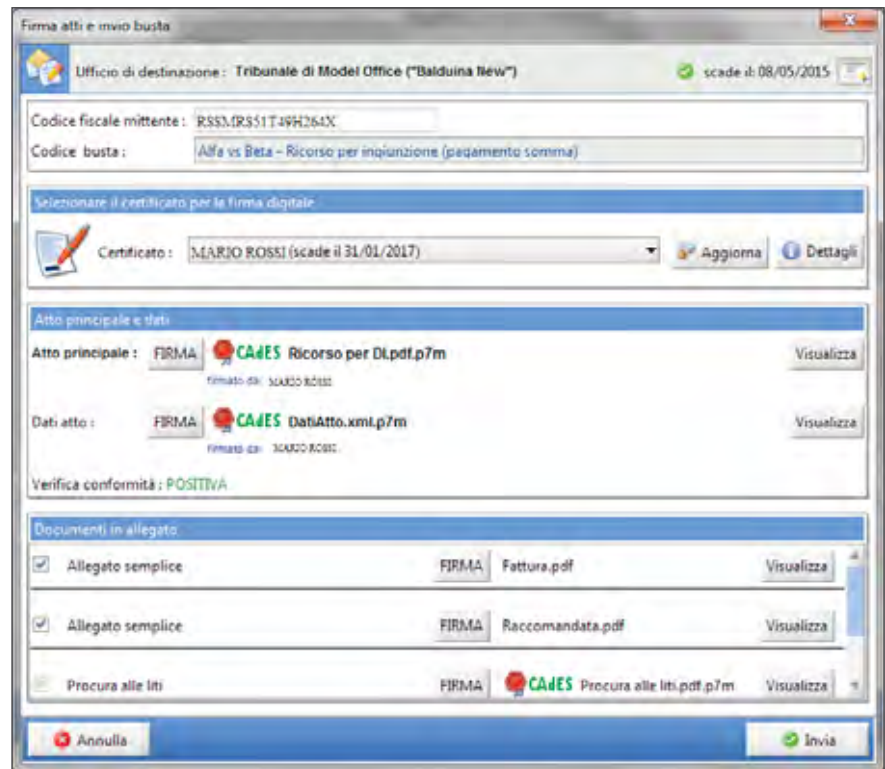 Firma atti e invio busta
Ufficio di destinazione : Tribunale di Model Office ("Balduina New") scade il: 08/05/2015
Codice fiscale mittente : RSSMRS51T49H264X
Codice busta : Alfa vs Beta - Ricorso per ingiunzione (pagamento somma)
Selezionare il certificato per la firma digitale
Certificato : MARIO ROSSI (scade il 31/01/2017) Aggiorna Dettagli
Atto principale e dati
Atto principale : FIRMA CAdES Ricorso per DI.pdf.p7m Visualizza
firmato da: MARIO ROSSI
Dati atto : FIRMA CAdES DatiAtto.xml.p7m Visualizza
firmato da: MARIO ROSSI
Verifica conformità : POSITIVA
Documenti in allegato
Allegato semplice FIRMA Fattura.pdf Visualizza
Allegato semplice FIRMA Raccomandata.pdf Visualizza
Procura alle liti FIRMA CAdES Procura alle liti.pdf.p7m Visualizza
Annulla Invia